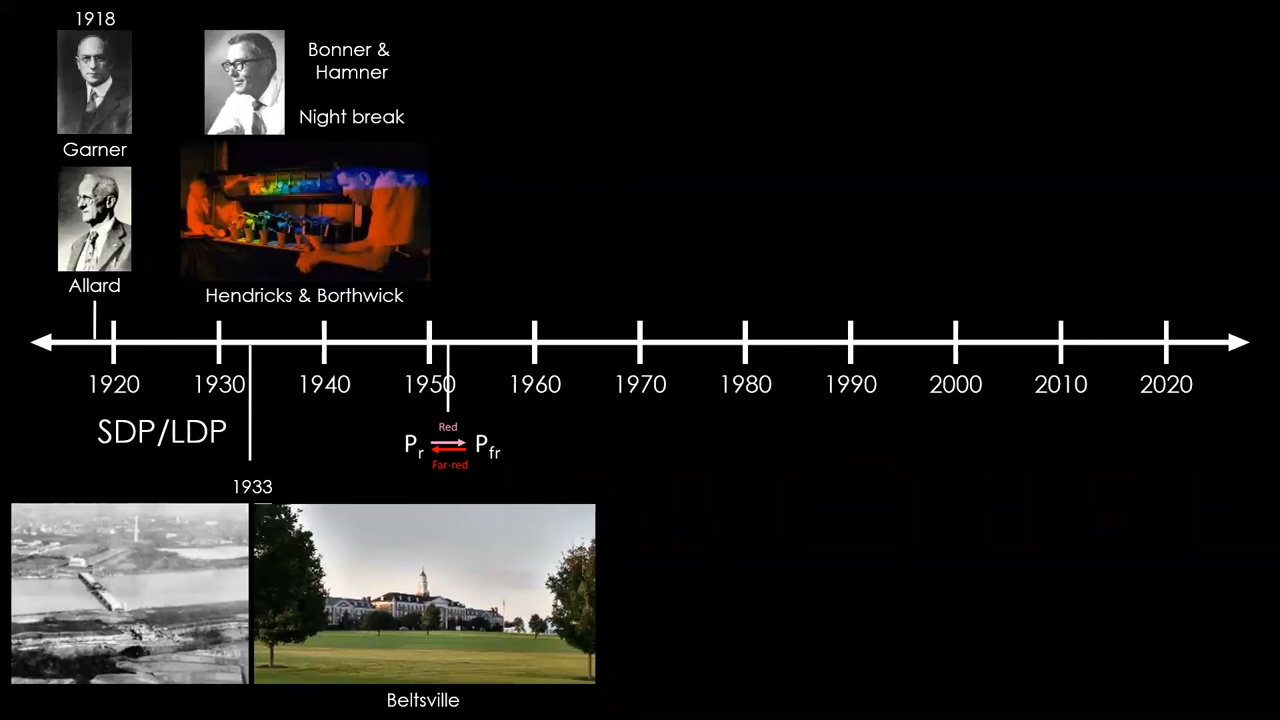 1918
Garner
Allard
Bonner &
Hamner
Night break
Hendricks & Borthwick
1920 1930 1940 1950 1960 1970 1980 1990 2000 2010 2020
SDP/LDP
Red
Pr Pfr
Far-red
1933
Beltsville